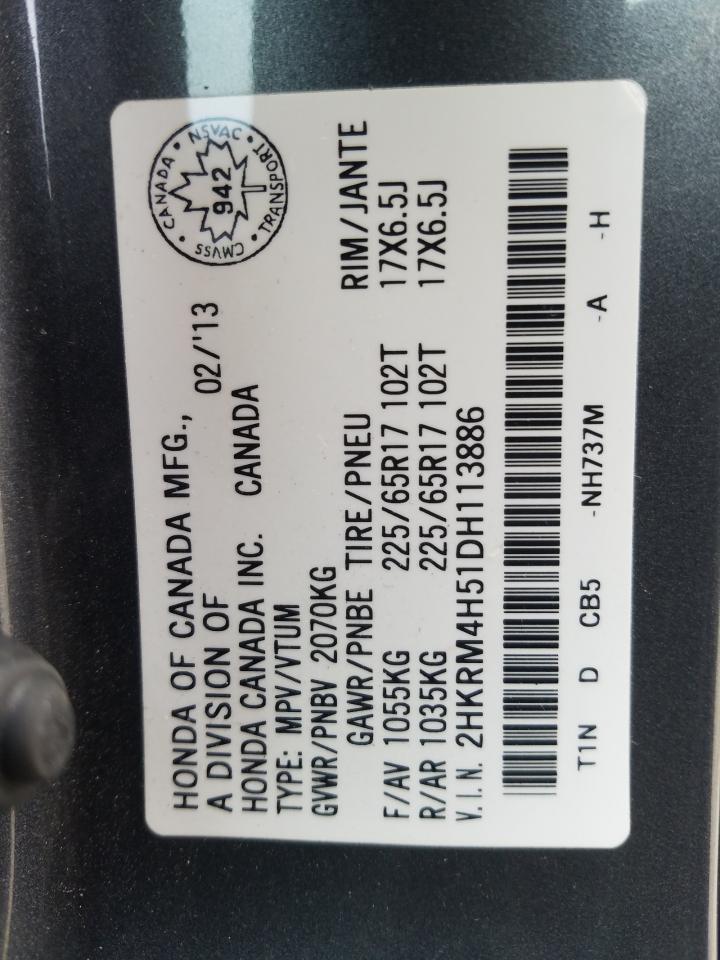 HONDA OF CANADA MFG., 02/'13
A DIVISION OF
HONDA CANADA INC. CANADA
TYPE: MPV/VTUM
GVWR/PNBV 2070KG
GAWR/PNBE TIRE/PNEU RIM/JANTE
F/AV 1055KG 225/65R17 102T 17X6.5J
R/AR 1035KG 225/65R17 102T 17X6.5J
V.I.N. 2HKRM4H51DH113886
T1N D CB5 -NH737M -A -H
CANADA • NSVAC • TRANSPORT • CMVSS •
942